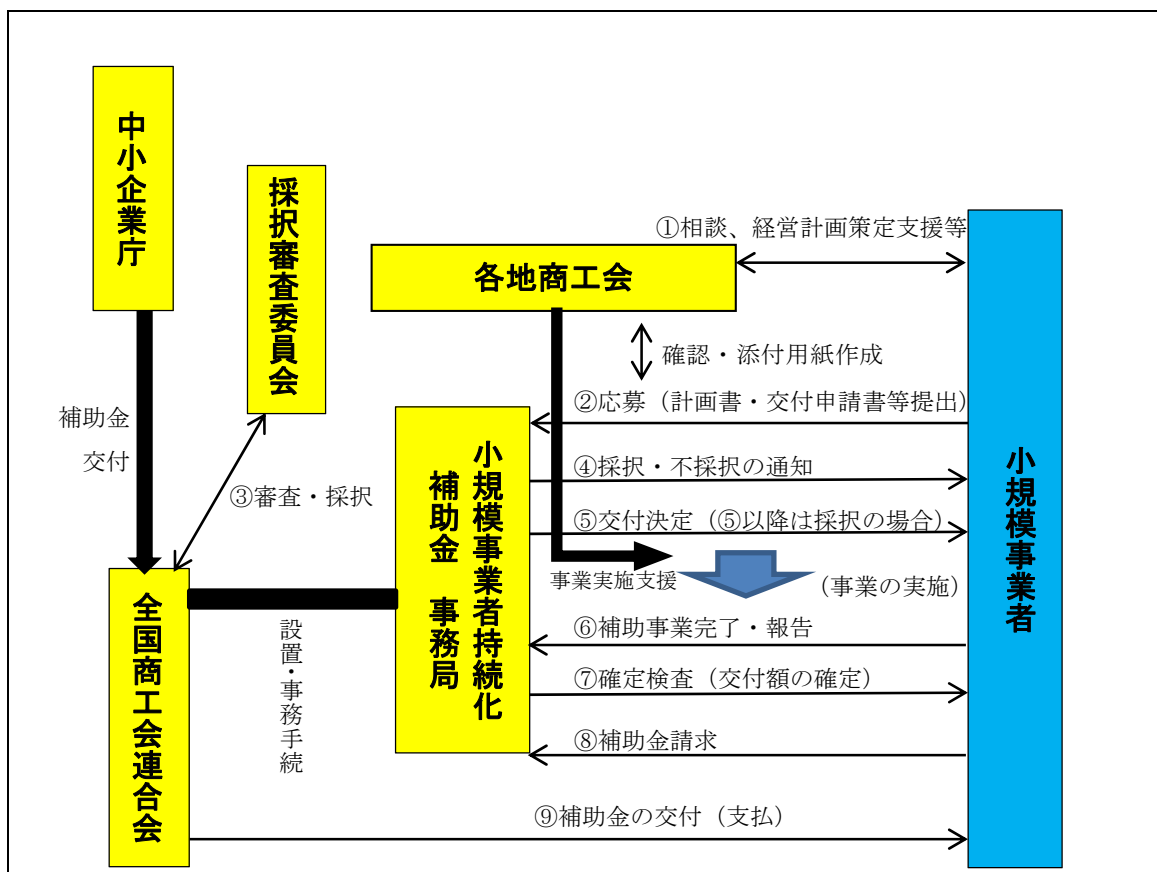 中小企業庁
採択審査委員会
①相談、経営計画策定支援等
各地商工会
確認・添付用紙作成
②応募（計画書・交付申請書等提出）
補助金
交付
③審査・採択
小規模事業者持続化
補助金　事務局
④採択・不採択の通知
⑤交付決定（⑤以降は採択の場合）
事業実施支援
（事業の実施）
小規模事業者
全国商工会連合会
設置・事務手続
⑥補助事業完了・報告
⑦確定検査（交付額の確定）
⑧補助金請求
⑨補助金の交付（支払）